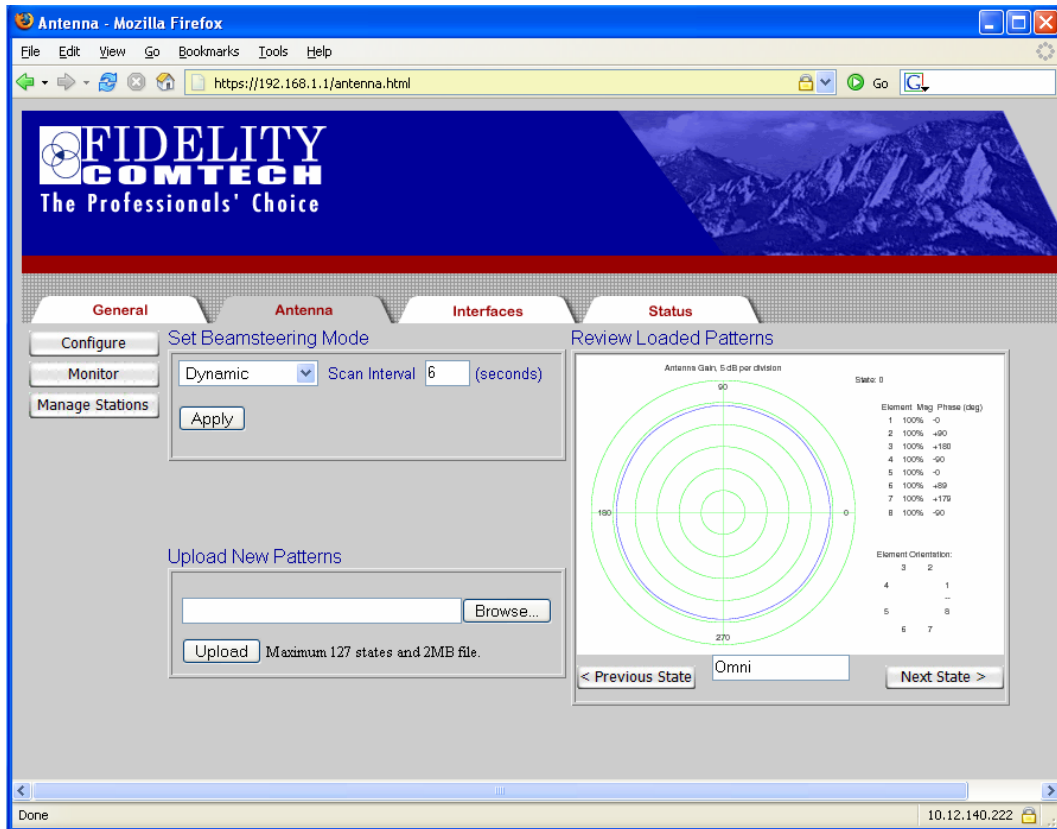 Antenna - Mozilla Firefox
File Edit View Go Bookmarks Tools Help
https://192.168.1.1/antenna.html
Go
G
FIDELITY
COMTECH
The Professionals' Choice
General Antenna Interfaces Status
Configure
Monitor
Manage Stations
Set Beamsteering Mode
Dynamic Scan Interval 6 (seconds)
Apply
Upload New Patterns
Browse...
Upload Maximum 127 states and 2MB file.
Review Loaded Patterns
Antenna Gain, 5 dB per division
State: 0
90
180
0
270
Element Mag Phase (deg)
1 100% -0
2 100% +90
3 100% +180
4 100% -90
5 100% -0
6 100% +89
7 100% +179
8 100% -90
Element Orientation:
3 2
4 1
--
5 8
6 7
< Previous State Omni Next State >
Done 10.12.140.222